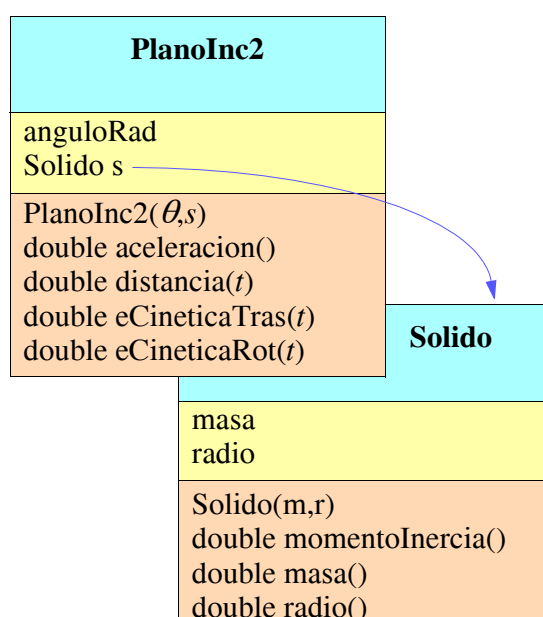 PlanoInc2
anguloRad
Solido s
PlanoInc2(θ,s)
double aceleracion()
double distancia(t)
double eCineticaTras(t)
double eCineticaRot(t)
Solido
masa
radio
Solido(m,r)
double momentoInercia()
double masa()
double radio()